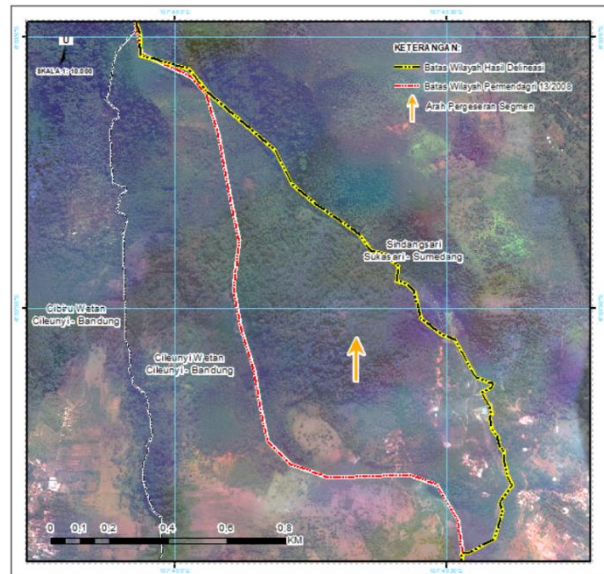 U
SKALA 1: 10.000
KETERANGAN:
Batas Wilayah Hasil Delineasi
Batas Wilayah Permendagri 13/2008
Arah Pergeseran Segmen
Sindangsari
Sukasari - Sumedang
Cibiru Wetan
Cileunyi - Bandung
Cileunyi Wetan
Cileunyi - Bandung
0 0,1 0,2 0,4 0,6 0,8
KM